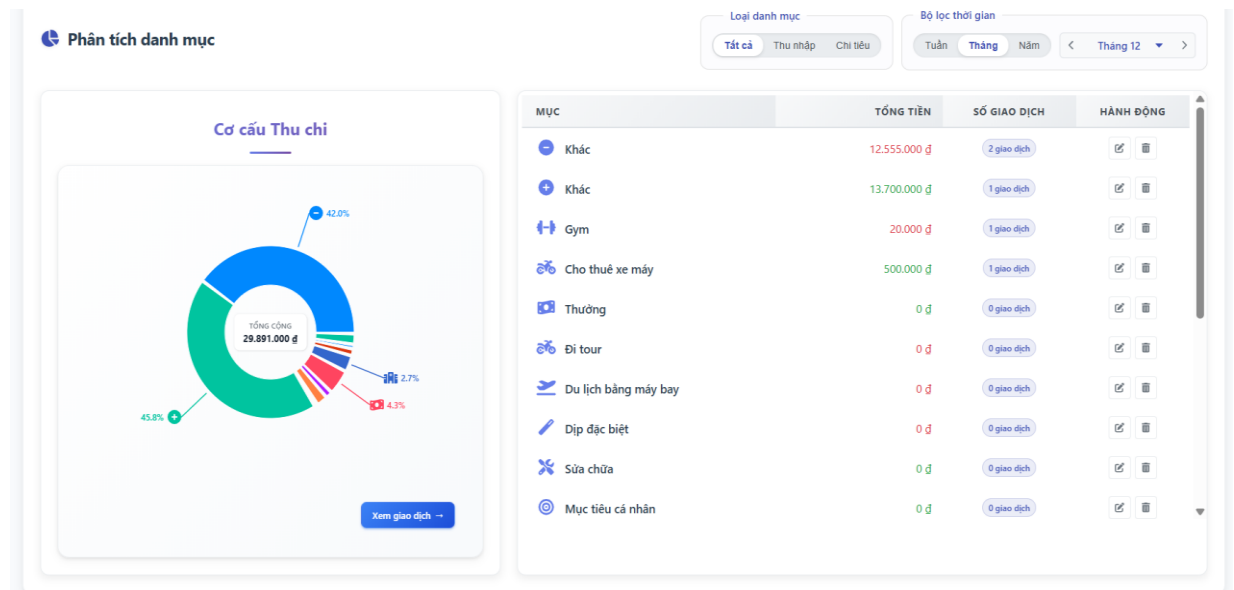 Loại danh mục
Bộ lọc thời gian
Phân tích danh mục
Tất cả Thu nhập Chi tiêu
Tuần Tháng Năm
Tháng 12
Cơ cấu Thu chi
42.0%
TỔNG CỘNG
29.891.000 ₫
2.7%
4.3%
45.8%
Xem giao dịch →
MỤC TỔNG TIỀN SỐ GIAO DỊCH HÀNH ĐỘNG
Khác 12.555.000 ₫ 2 giao dịch
Khác 13.700.000 ₫ 1 giao dịch
Gym 20.000 ₫ 1 giao dịch
Cho thuê xe máy 500.000 ₫ 1 giao dịch
Thưởng 0 ₫ 0 giao dịch
Đi tour 0 ₫ 0 giao dịch
Du lịch bằng máy bay 0 ₫ 0 giao dịch
Dịp đặc biệt 0 ₫ 0 giao dịch
Sửa chữa 0 ₫ 0 giao dịch
Mục tiêu cá nhân 0 ₫ 0 giao dịch